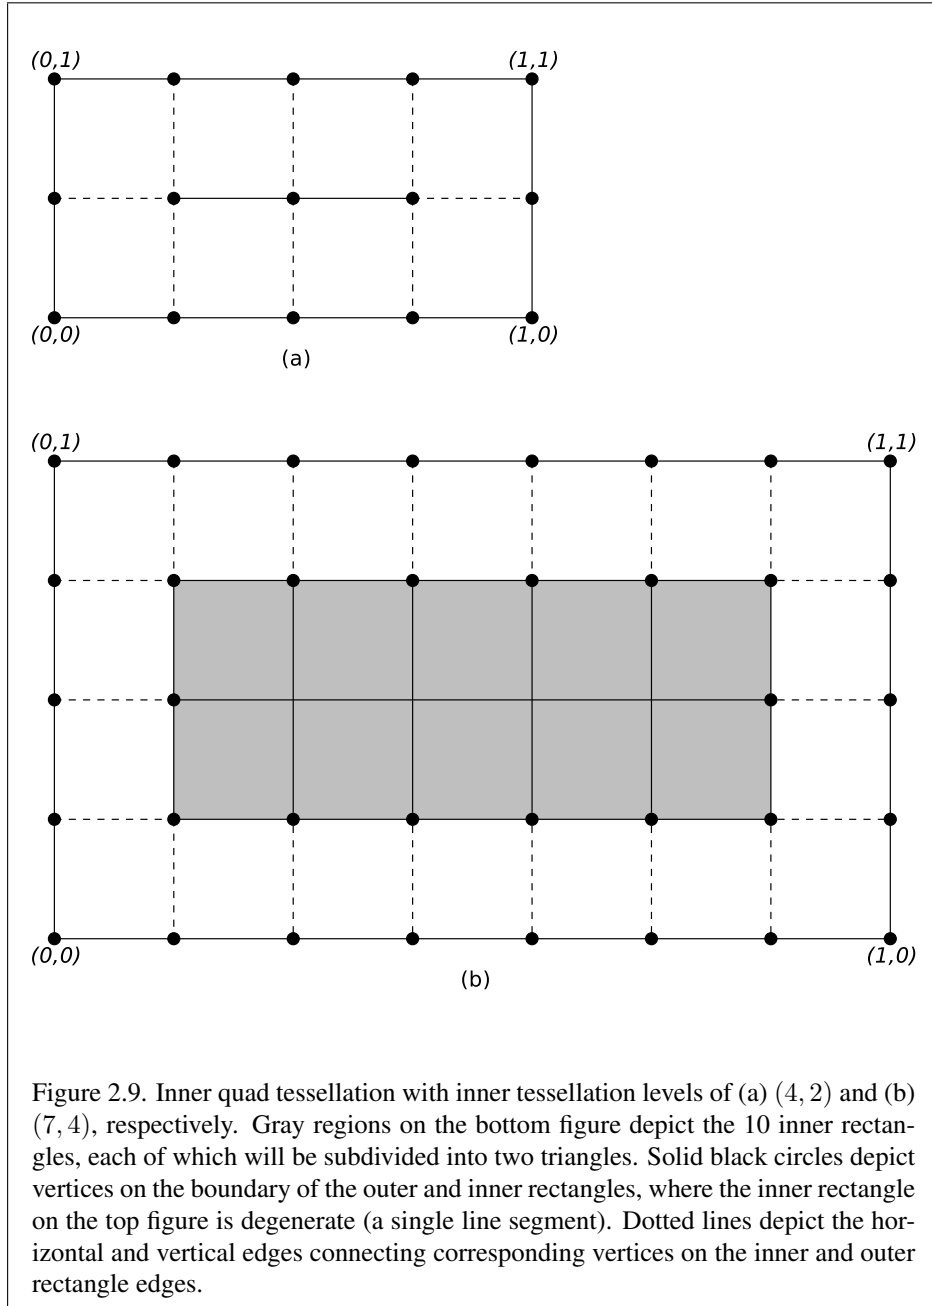 (0,1) (1,1)
(0,0) (1,0)
(a)
(0,1) (1,1)
(0,0) (1,0)
(b)
Figure 2.9. Inner quad tessellation with inner tessellation levels of (a) (4, 2) and (b)
(7, 4), respectively. Gray regions on the bottom figure depict the 10 inner rectan-
gles, each of which will be subdivided into two triangles. Solid black circles depict
vertices on the boundary of the outer and inner rectangles, where the inner rectangle
on the top figure is degenerate (a single line segment). Dotted lines depict the hor-
izontal and vertical edges connecting corresponding vertices on the inner and outer
rectangle edges.